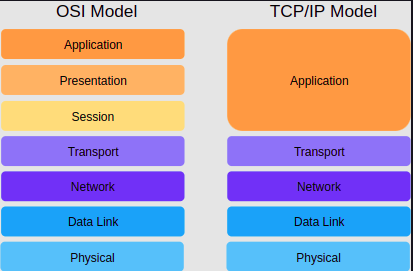 OSI Model
TCP/IP Model
Application
Presentation
Session
Transport
Network
Data Link
Physical
Application
Transport
Network
Data Link
Physical